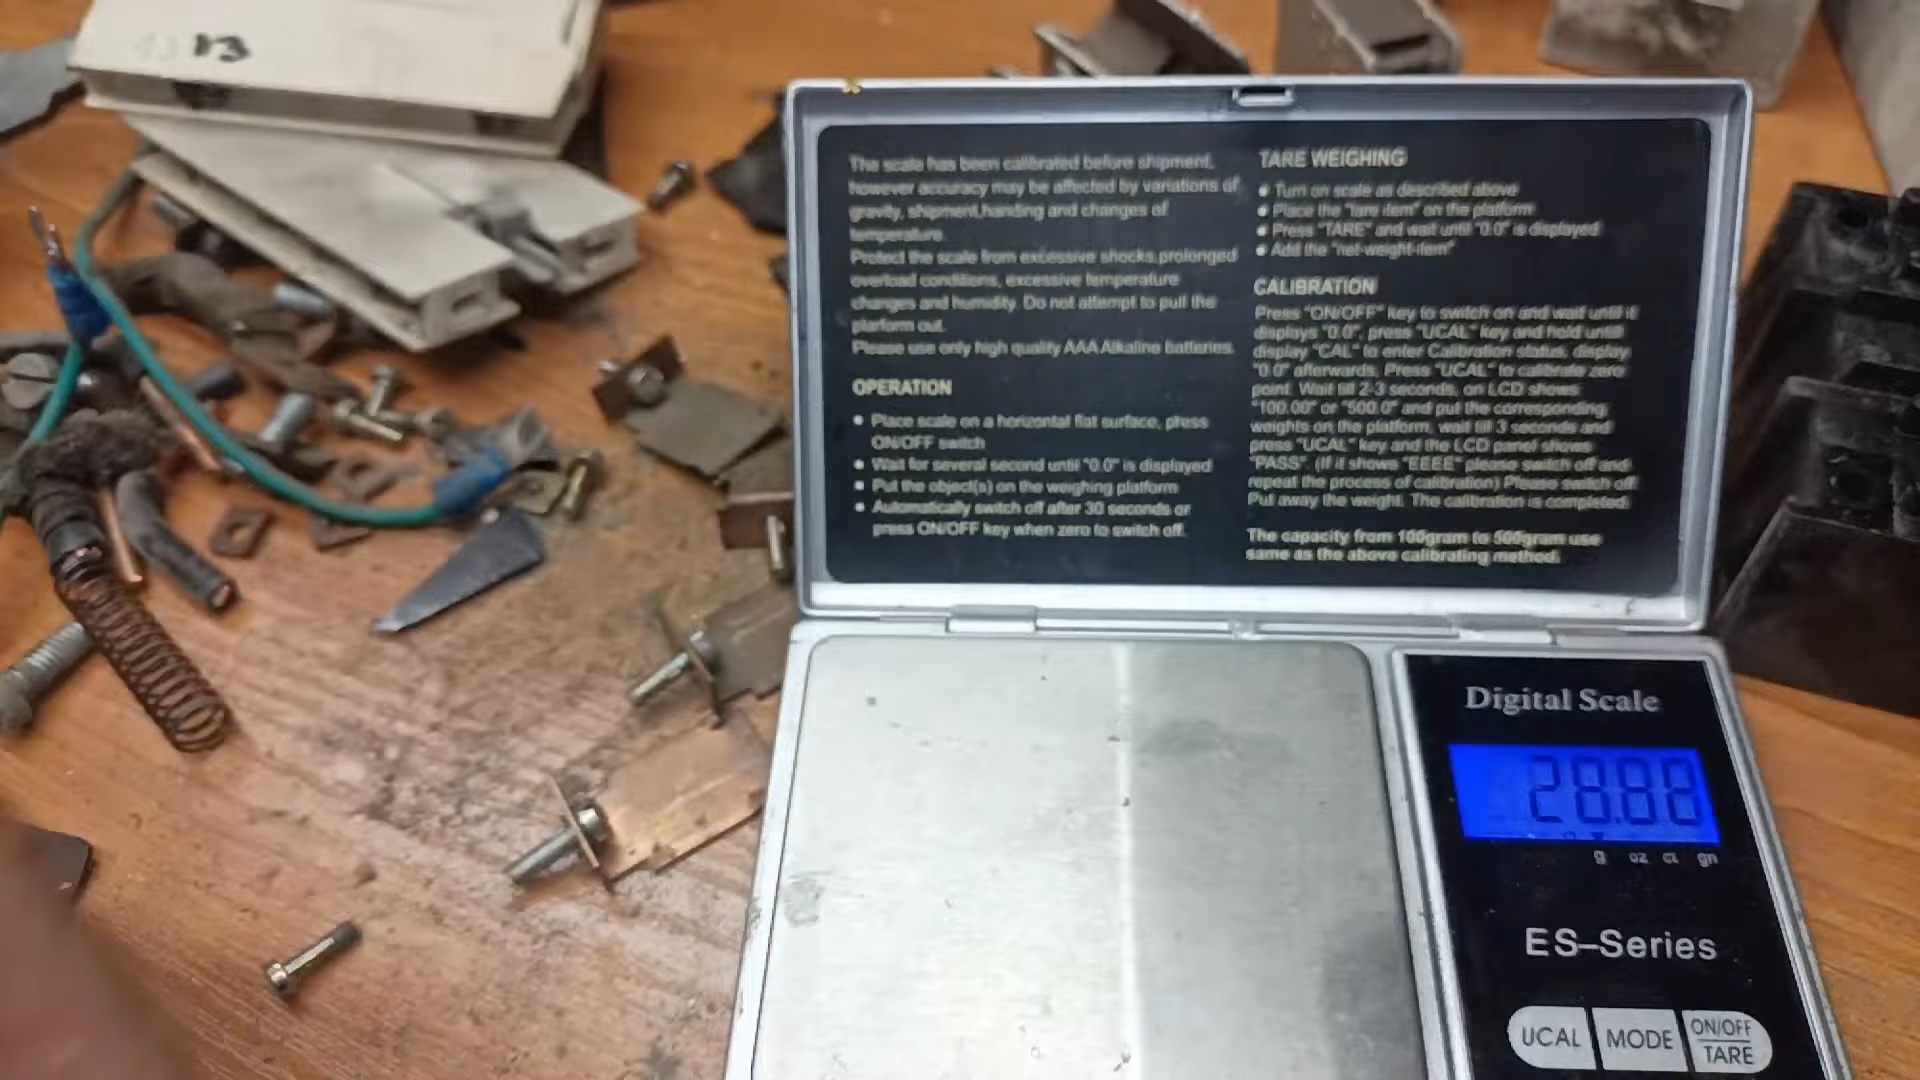 13
The scale has been calibrated before shipment,
however accuracy may be affected by variations of
gravity, shipment,handing and changes of
temperature.
Protect the scale from excessive shocks,prolonged
overload conditions, excessive temperature
changes and humidity. Do not attempt to pull the
platform out.
Please use only high quality AAA Alkaline batteries.
OPERATION
Place scale on a horizontal flat surface, press
ON/OFF switch
Wait for several second until "0.0" is displayed
Put the object(s) on the weighing platform
Automatically switch off after 30 seconds or
press ON/OFF key when zero to switch off.
TARE WEIGHING
Turn on scale as described above
Place the "tare item" on the platform
Press "TARE" and wait until "0.0" is displayed
Add the "net-weight-item"
CALIBRATION
Press "ON/OFF" key to switch on and wait until it
displays "0.0", press "UCAL" key and hold until
display "CAL" to enter Calibration status, display
"0.0" afterwards, Press "UCAL" to calibrate zero
point. Wait till 2-3 seconds, on LCD shows
"100.00" or "500.0" and put the corresponding
weights on the platform, wait till 3 seconds and
press "UCAL" key and the LCD panel shows
"PASS". (If it shows "EEEE" please switch off and
repeat the process of calibration) Please switch off
Put away the weight. The calibration is completed.
The capacity from 100gram to 500gram use
same as the above calibrating method.
Digital Scale
28.88
g oz ct gn
ES–Series
UCAL MODE ON/OFF TARE